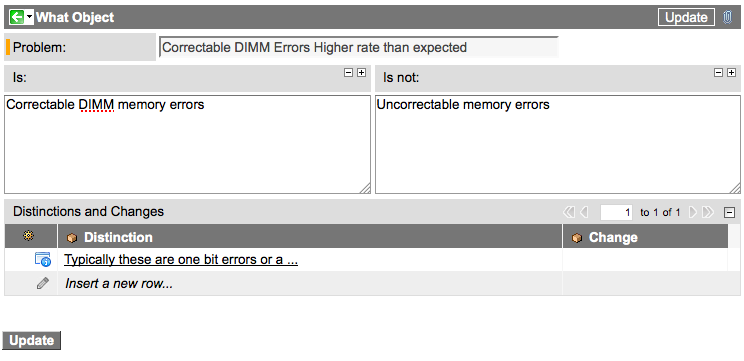 What Object
Update
Problem: Correctable DIMM Errors Higher rate than expected
Is:
Is not:
Correctable DIMM memory errors
Uncorrectable memory errors
Distinctions and Changes
1 to 1 of 1
Distinction
Change
Typically these are one bit errors or a ...
Insert a new row...
Update